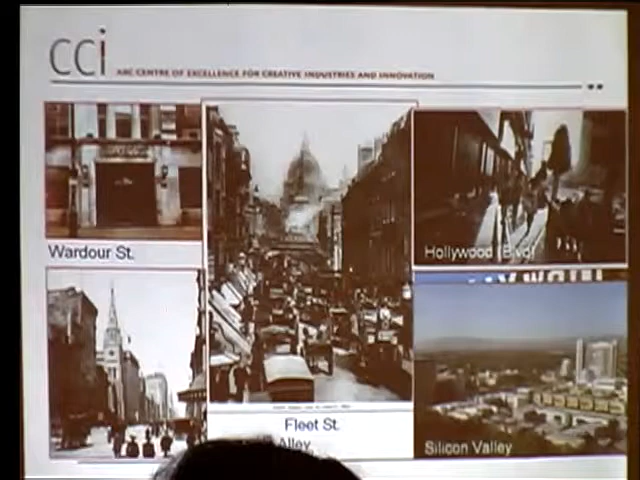 cci
ARC CENTRE OF EXCELLENCE FOR CREATIVE INDUSTRIES AND INNOVATION
Wardour St.
Hollywood (Blvd)
Fleet St.
Alley
Silicon Valley